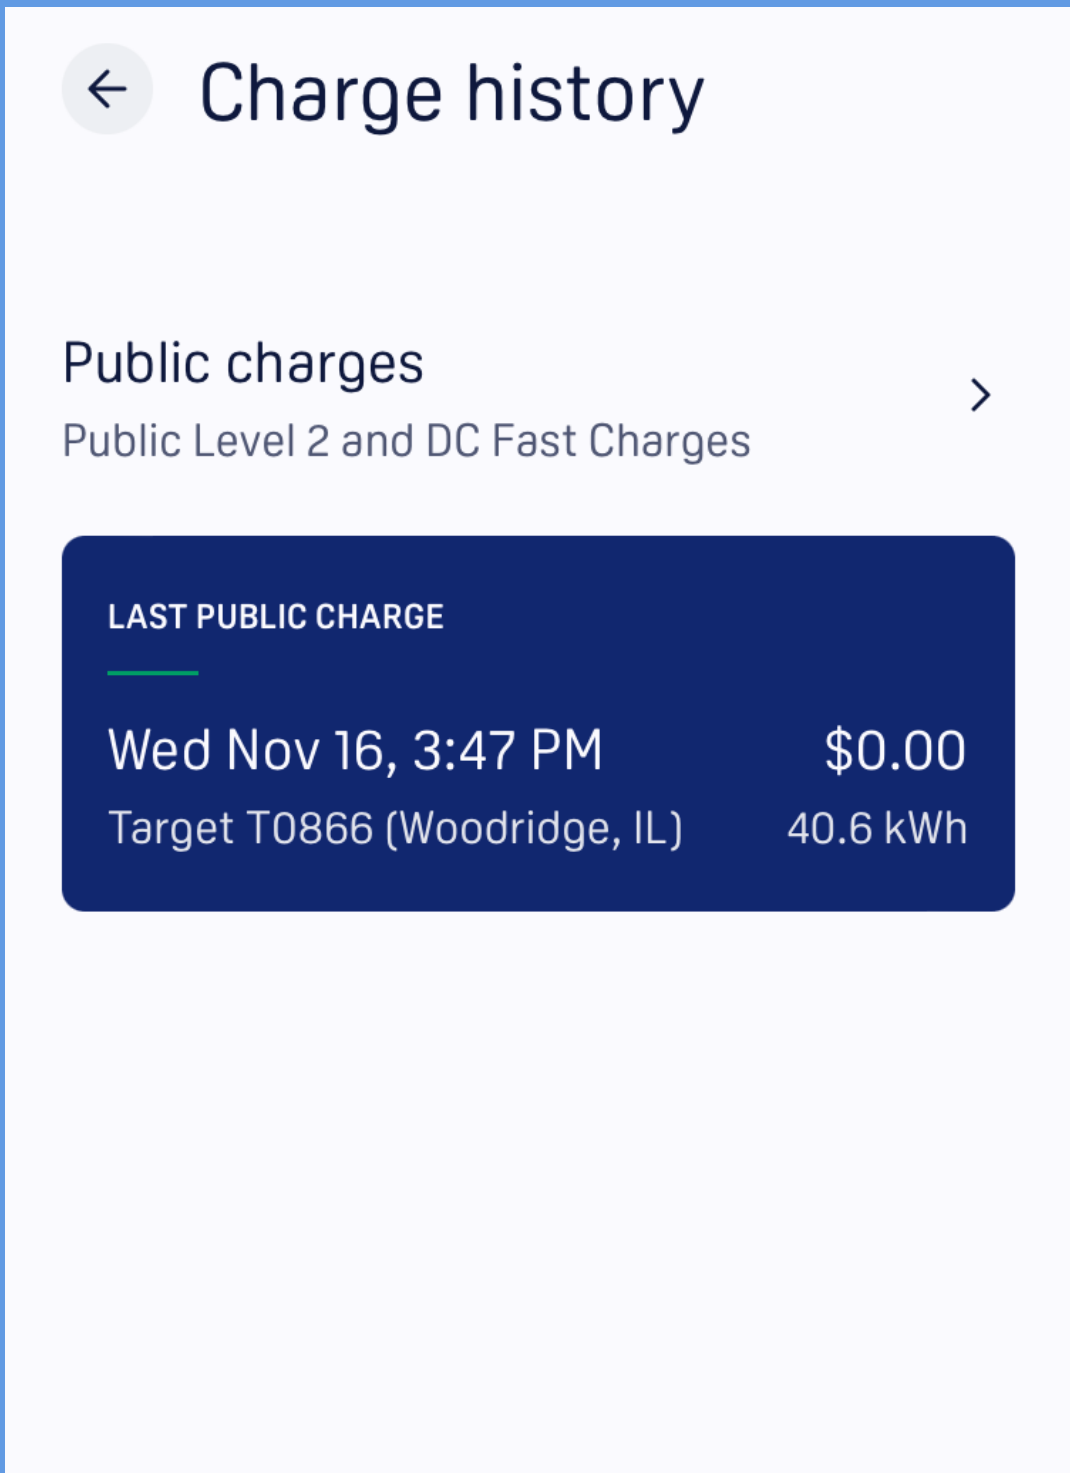 Charge history
Public charges
Public Level 2 and DC Fast Charges
LAST PUBLIC CHARGE
Wed Nov 16, 3:47 PM $0.00
Target T0866 (Woodridge, IL) 40.6 kWh